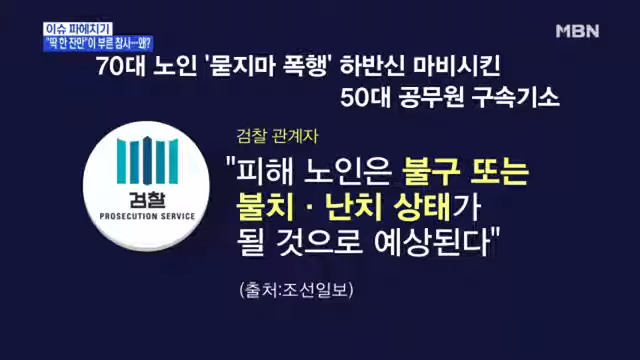 이슈 파헤치기
"딱 한 잔만"이 부른 참사…왜?
MBN
70대 노인 '묻지마 폭행' 하반신 마비시킨
50대 공무원 구속기소
검찰 관계자
"피해 노인은 불구 또는
불치·난치 상태가
될 것으로 예상된다"
(출처:조선일보)
검찰
PROSECUTION SERVICE